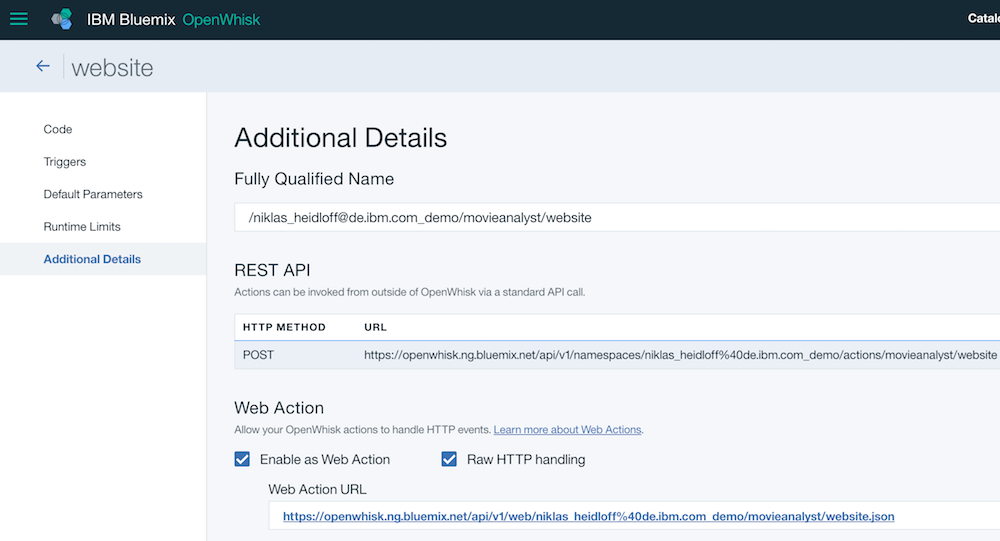 IBM Bluemix OpenWhisk
website
Code
Triggers
Default Parameters
Runtime Limits
Additional Details
Additional Details
Fully Qualified Name
/niklas_heidloff@de.ibm.com_demo/movieanalyst/website
REST API
Actions can be invoked from outside of OpenWhisk via a standard API call.
HTTP METHOD URL
POST https://openwhisk.ng.bluemix.net/api/v1/namespaces/niklas_heidloff%40de.ibm.com_demo/actions/movieanalyst/website
Web Action
Allow your OpenWhisk actions to handle HTTP events. Learn more about Web Actions.
Enable as Web Action Raw HTTP handling
Web Action URL
https://openwhisk.ng.bluemix.net/api/v1/web/niklas_heidloff%40de.ibm.com_demo/movieanalyst/website.json